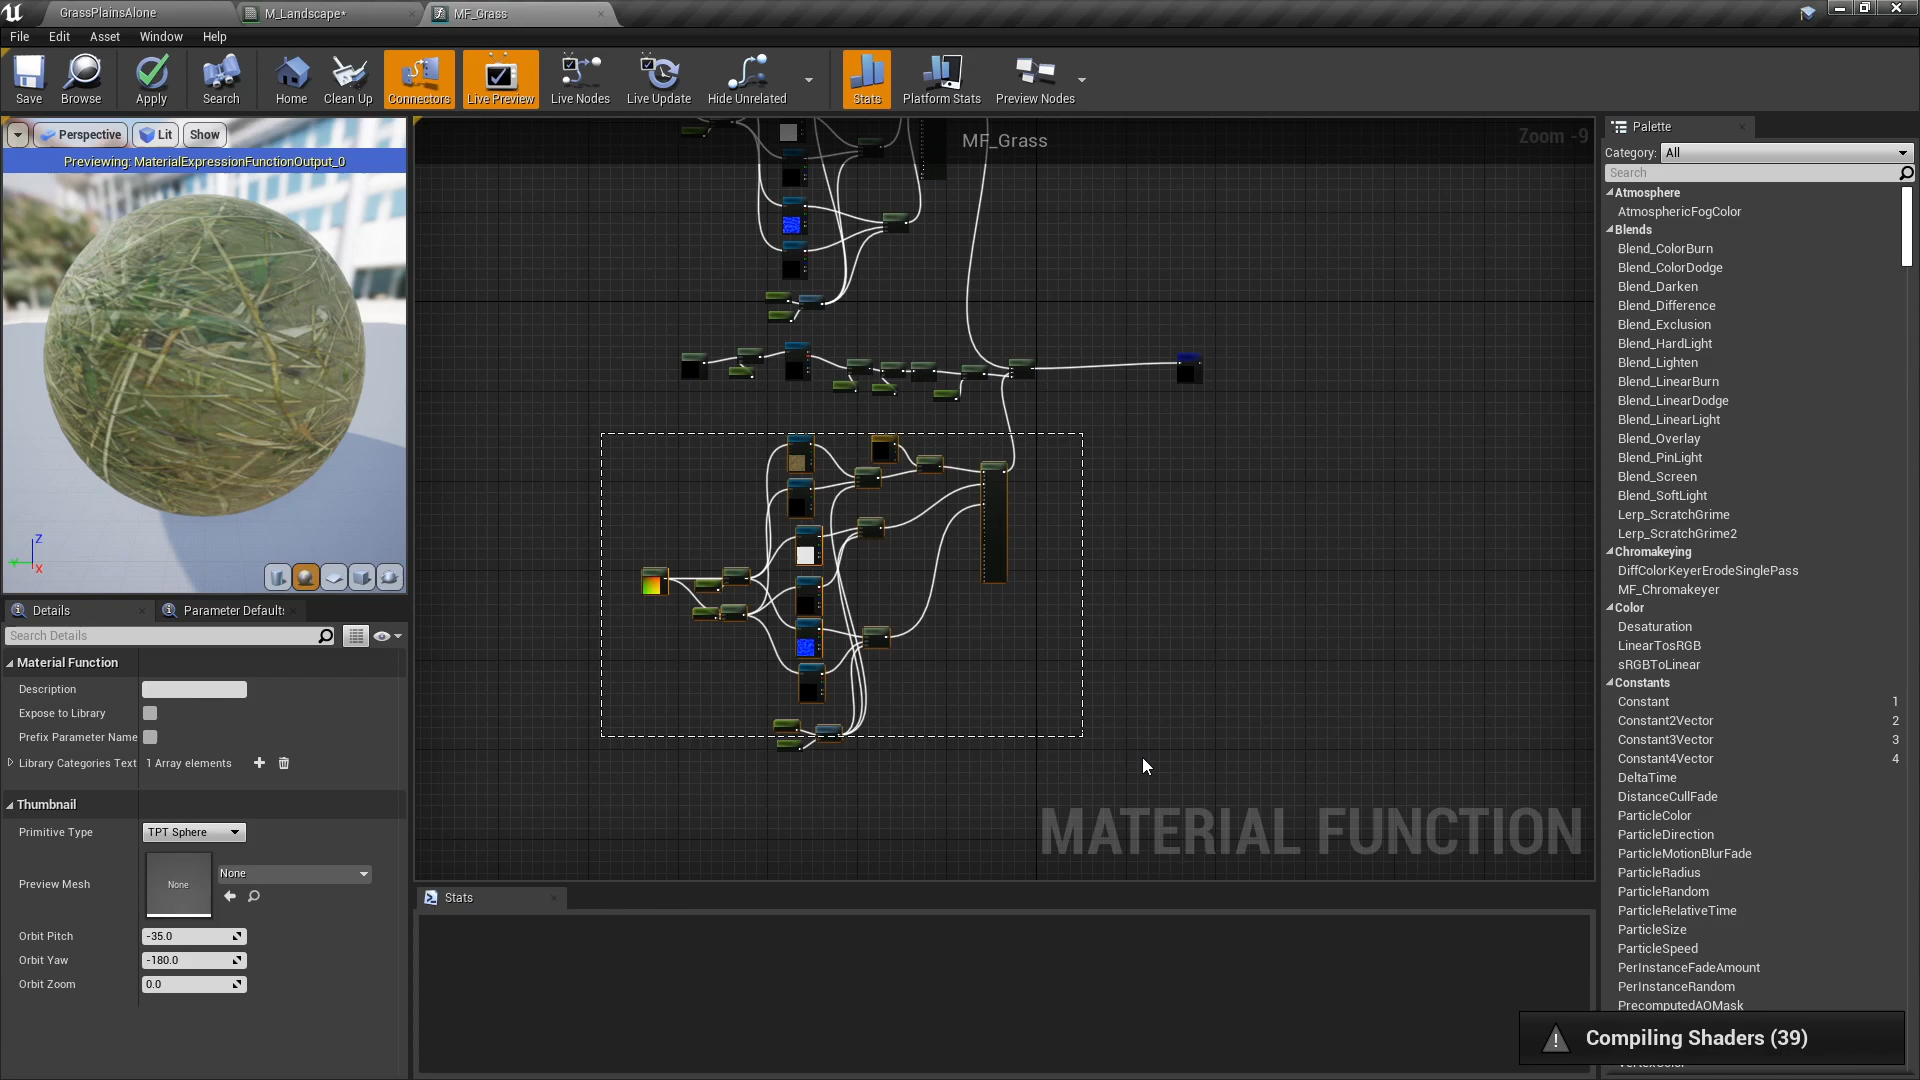 GrassPlainsAlone
M_Landscape*
MF_Grass
File Edit Asset Window Help
Save Browse Apply Search Home Clean Up Connectors Live Preview Live Nodes Live Update Hide Unrelated Stats Platform Stats Preview Nodes
Perspective Lit Show
Previewing: MaterialExpressionFunctionOutput_0
Z
Y
X
MF_Grass
Zoom -9
MATERIAL FUNCTION
Details
Parameter Defaults
Search Details
Material Function
Description
Expose to Library
Prefix Parameter Name
Library Categories Text 1 Array elements
Thumbnail
Primitive Type TPT Sphere
Preview Mesh None None
Orbit Pitch -35.0
Orbit Yaw -180.0
Orbit Zoom 0.0
Stats
Palette
Category: All
Search
Atmosphere
AtmosphericFogColor
Blends
Blend_ColorBurn
Blend_ColorDodge
Blend_Darken
Blend_Difference
Blend_Exclusion
Blend_HardLight
Blend_Lighten
Blend_LinearBurn
Blend_LinearDodge
Blend_LinearLight
Blend_Overlay
Blend_PinLight
Blend_Screen
Blend_SoftLight
Lerp_ScratchGrime
Lerp_ScratchGrime2
Chromakeying
DiffColorKeyerErodeSinglePass
MF_Chromakeyer
Color
Desaturation
LinearTosRGB
sRGBToLinear
Constants
Constant 1
Constant2Vector 2
Constant3Vector 3
Constant4Vector 4
DeltaTime
DistanceCullFade
ParticleColor
ParticleDirection
ParticleMotionBlurFade
ParticleRadius
ParticleRandom
ParticleRelativeTime
ParticleSize
ParticleSpeed
PerInstanceFadeAmount
PerInstanceRandom
PrecomputedAOMask
Compiling Shaders (39)